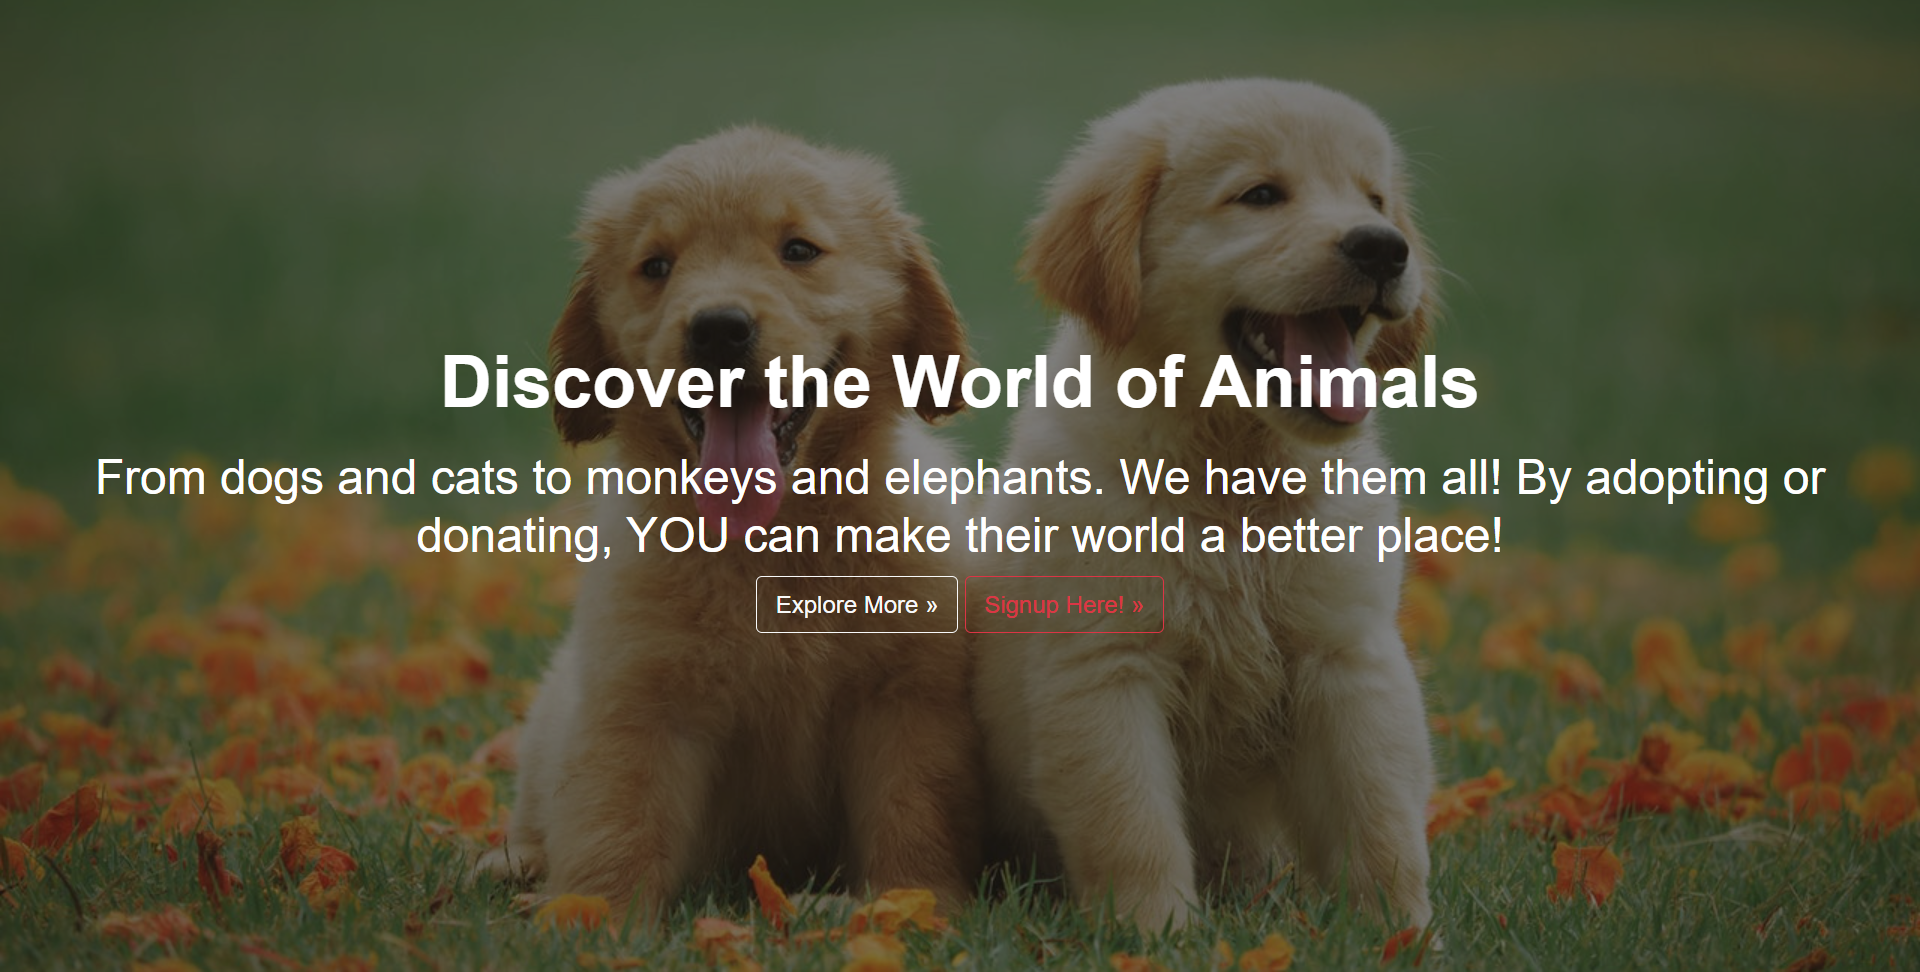 Discover the World of Animals
From dogs and cats to monkeys and elephants. We have them all! By adopting or
donating, YOU can make their world a better place!
Explore More »
Signup Here! »